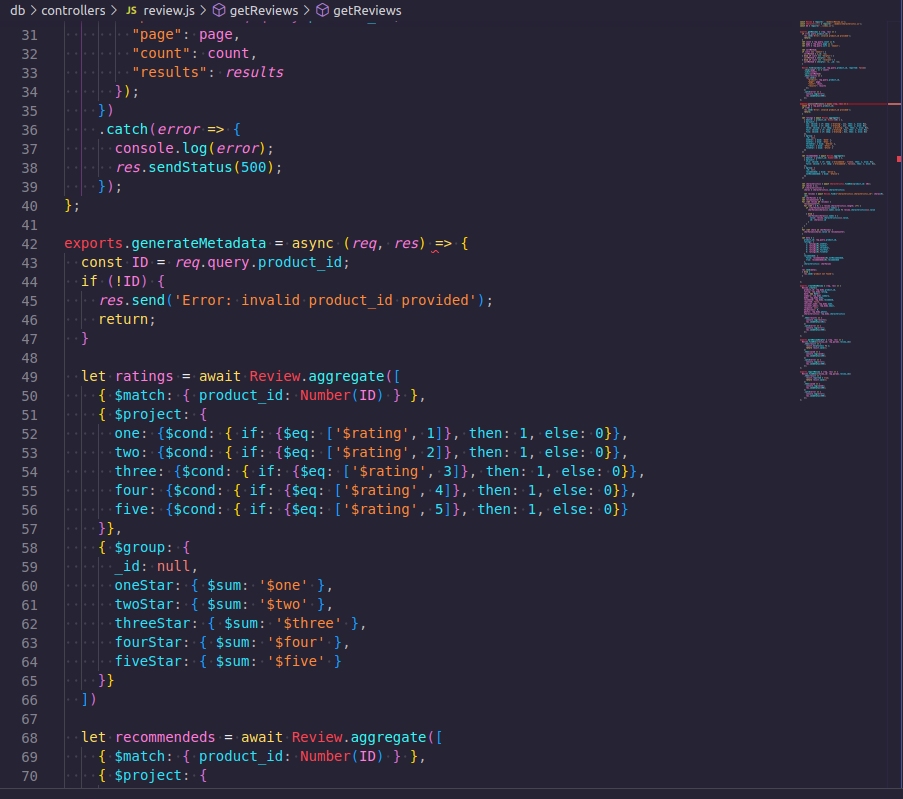 db > controllers > JS review.js > getReviews > getReviews
31 "page": page,
32 "count": count,
33 "results": results
34 });
35 })
36 .catch(error => {
37 console.log(error);
38 res.sendStatus(500);
39 });
40 };
41
42 exports.generateMetadata = async (req, res) => {
43 const ID = req.query.product_id;
44 if (!ID) {
45 res.send('Error: invalid product_id provided');
46 return;
47 }
48
49 let ratings = await Review.aggregate([
50 { $match: { product_id: Number(ID) } },
51 { $project: {
52 one: {$cond: { if: {$eq: ['$rating', 1]}, then: 1, else: 0}},
53 two: {$cond: { if: {$eq: ['$rating', 2]}, then: 1, else: 0}},
54 three: {$cond: { if: {$eq: ['$rating', 3]}, then: 1, else: 0}},
55 four: {$cond: { if: {$eq: ['$rating', 4]}, then: 1, else: 0}},
56 five: {$cond: { if: {$eq: ['$rating', 5]}, then: 1, else: 0}}
57 }},
58 { $group: {
59 _id: null,
60 oneStar: { $sum: '$one' },
61 twoStar: { $sum: '$two' },
62 threeStar: { $sum: '$three' },
63 fourStar: { $sum: '$four' },
64 fiveStar: { $sum: '$five' }
65 }}
66 ])
67
68 let recommendeds = await Review.aggregate([
69 { $match: { product_id: Number(ID) } },
70 { $project: {